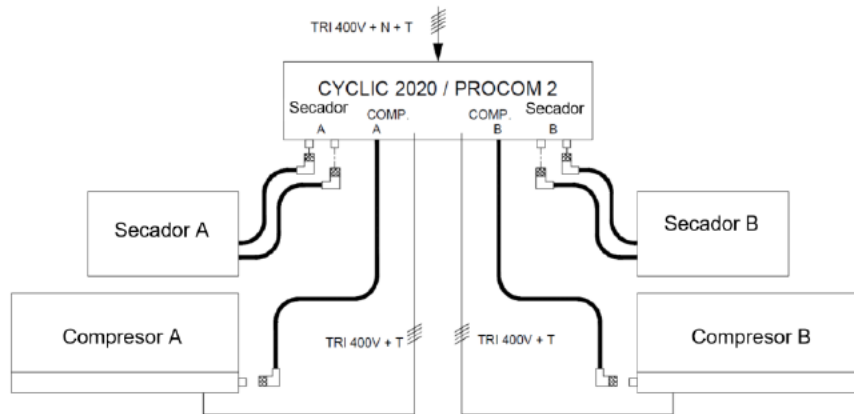 TRI 400V + N + T
CYCLIC 2020 / PROCOM 2
Secador
A
COMP.
A
COMP.
B
Secador
B
Secador A
Secador B
Compresor A
TRI 400V + T
TRI 400V + T
Compresor B